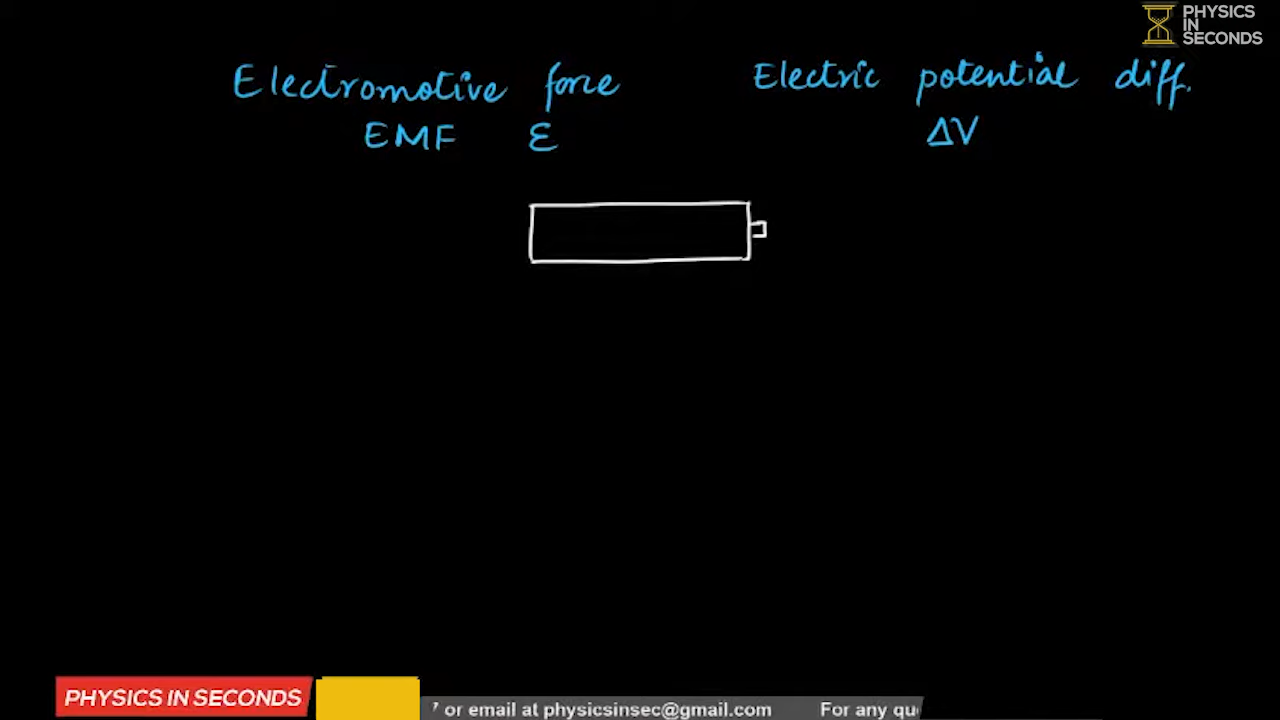 PHYSICS
IN
SECONDS
Electromotive force Electric potential diff.
EMF ε ΔV
PHYSICS IN SECONDS
or email at physicsinsec@gmail.com For any